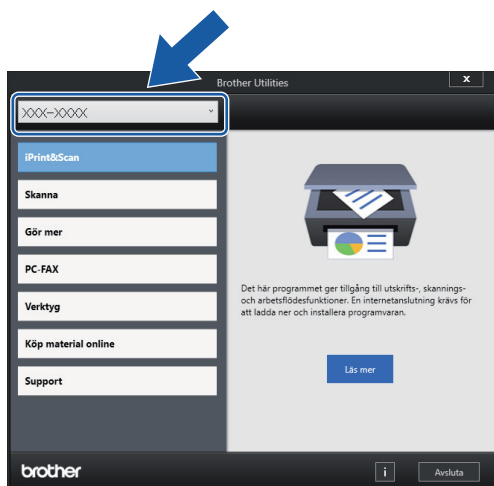 Brother Utilities
x
XXX-XXXX
iPrint&Scan
Skanna
Gör mer
PC-FAX
Verktyg
Köp material online
Support
Det här programmet ger tillgång till utskrifts-, skannings-
och arbetsflödesfunktioner. En internetanslutning krävs för
att ladda ner och installera programvaran.
Läs mer
brother
i
Avsluta